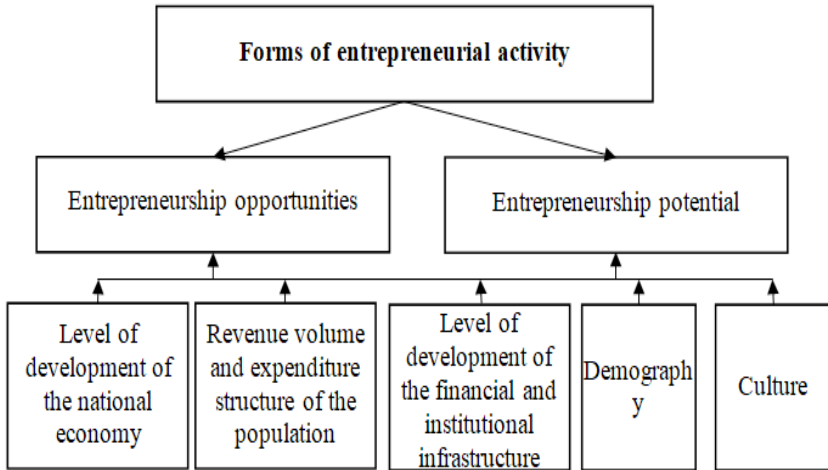 Forms of entrepreneurial activity
Entrepreneurship opportunities
Entrepreneurship potential
Level of
development of
the national
economy
Revenue volume
and expenditure
structure of the
population
Level of
development of
the financial and
institutional
infrastructure
Demograph
y
Culture